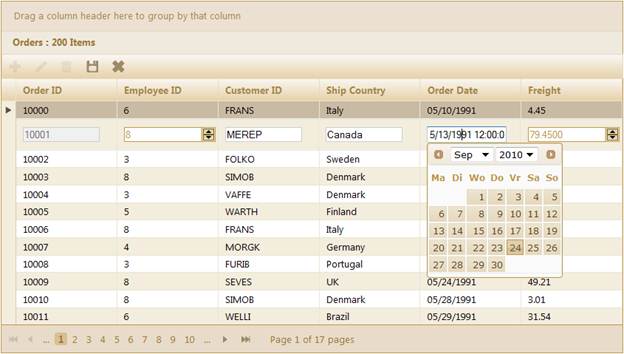 Drag a column header here to group by that column
Orders : 200 Items
Order ID Employee ID Customer ID Ship Country Order Date Freight
10000 6 FRANS Italy 05/10/1991 4.45
10001 8 MEREP Canada 5/13/1991 12:00:0 79.4500
10002 3 FOLKO Sweden
10003 8 SIMOB Denmark
10004 3 VAFFE Denmark
10005 5 WARTH Finland
10006 8 FRANS Italy
10007 4 MORGK Germany
10008 3 FURIB Portugal
Sep 2010
Ma Di Wo Do Vr Sa So
1 2 3 4 5
6 7 8 9 10 11 12
13 14 15 16 17 18 19
20 21 22 23 24 25 26
27 28 29 30
10009 8 SEVES UK 05/24/1991 49.21
10010 8 SIMOB Denmark 05/28/1991 3.01
10011 6 WELLI Brazil 05/29/1991 31.54
... 1 2 3 4 5 6 7 8 9 10 ... Page 1 of 17 pages